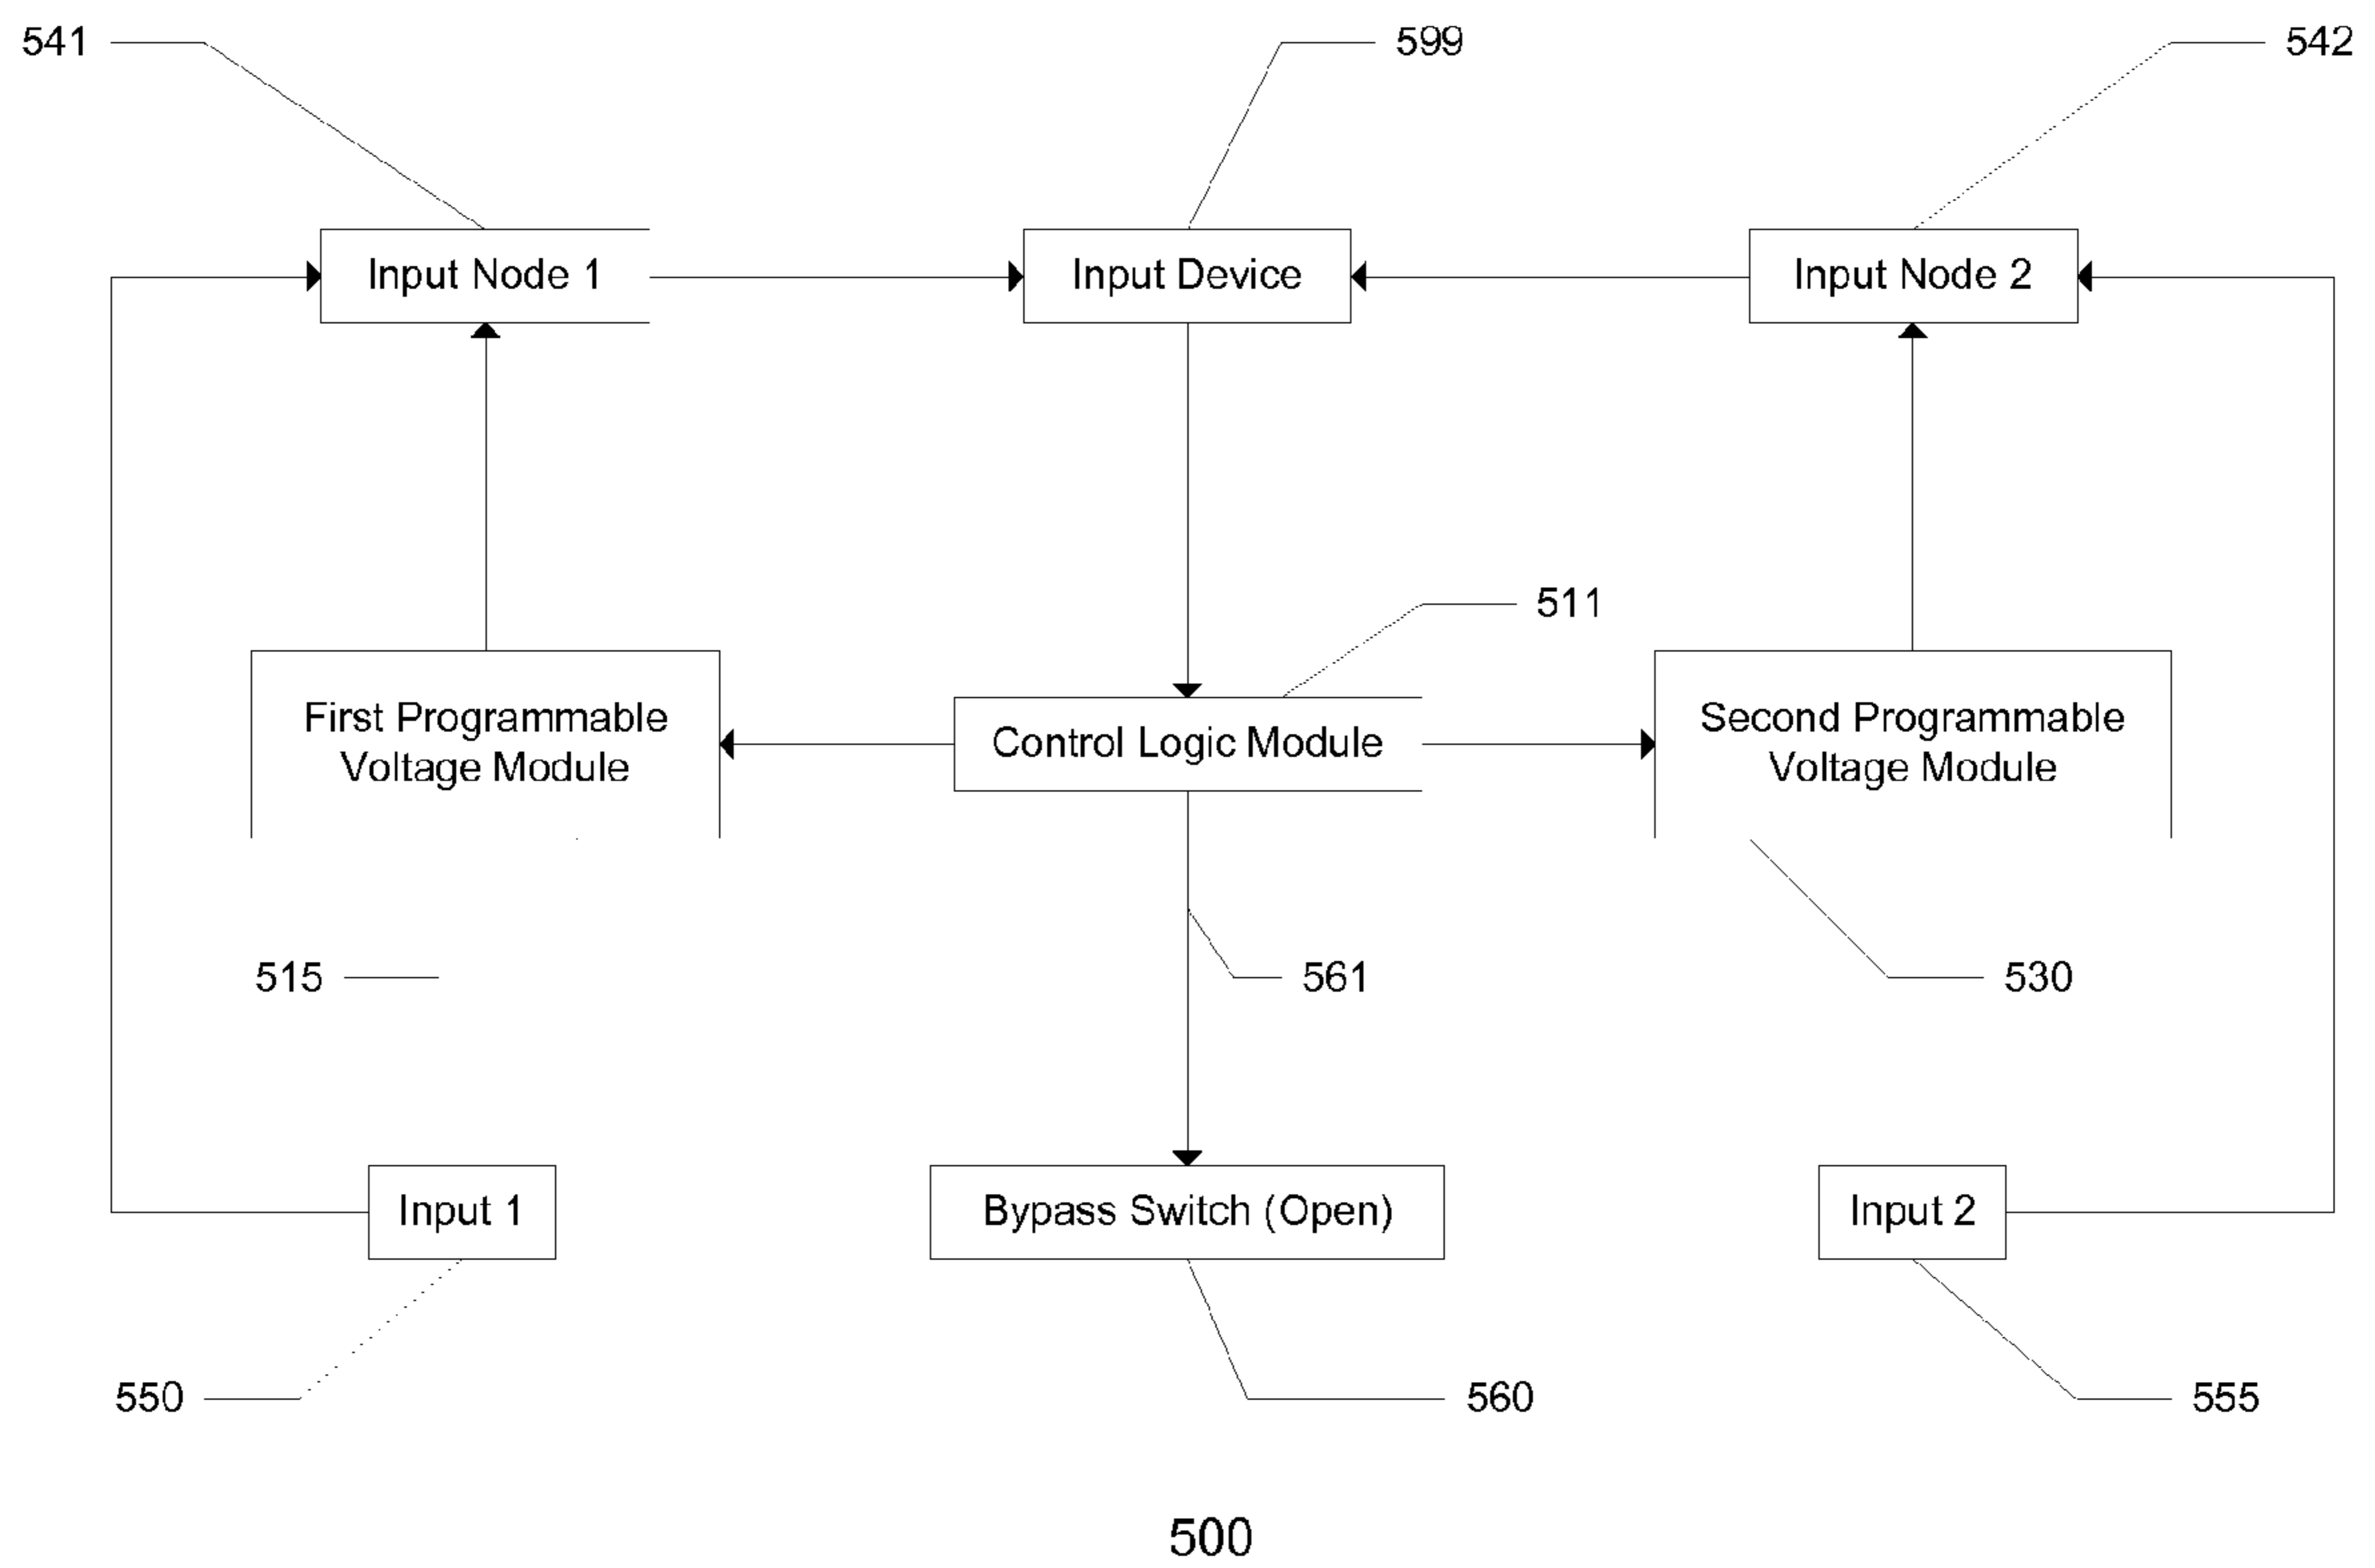 541
599
542
Input Node 1
Input Device
Input Node 2
511
First Programmable
Voltage Module
Control Logic Module
Second Programmable
Voltage Module
515
561
530
Input 1
Bypass Switch (Open)
Input 2
550
560
555
500